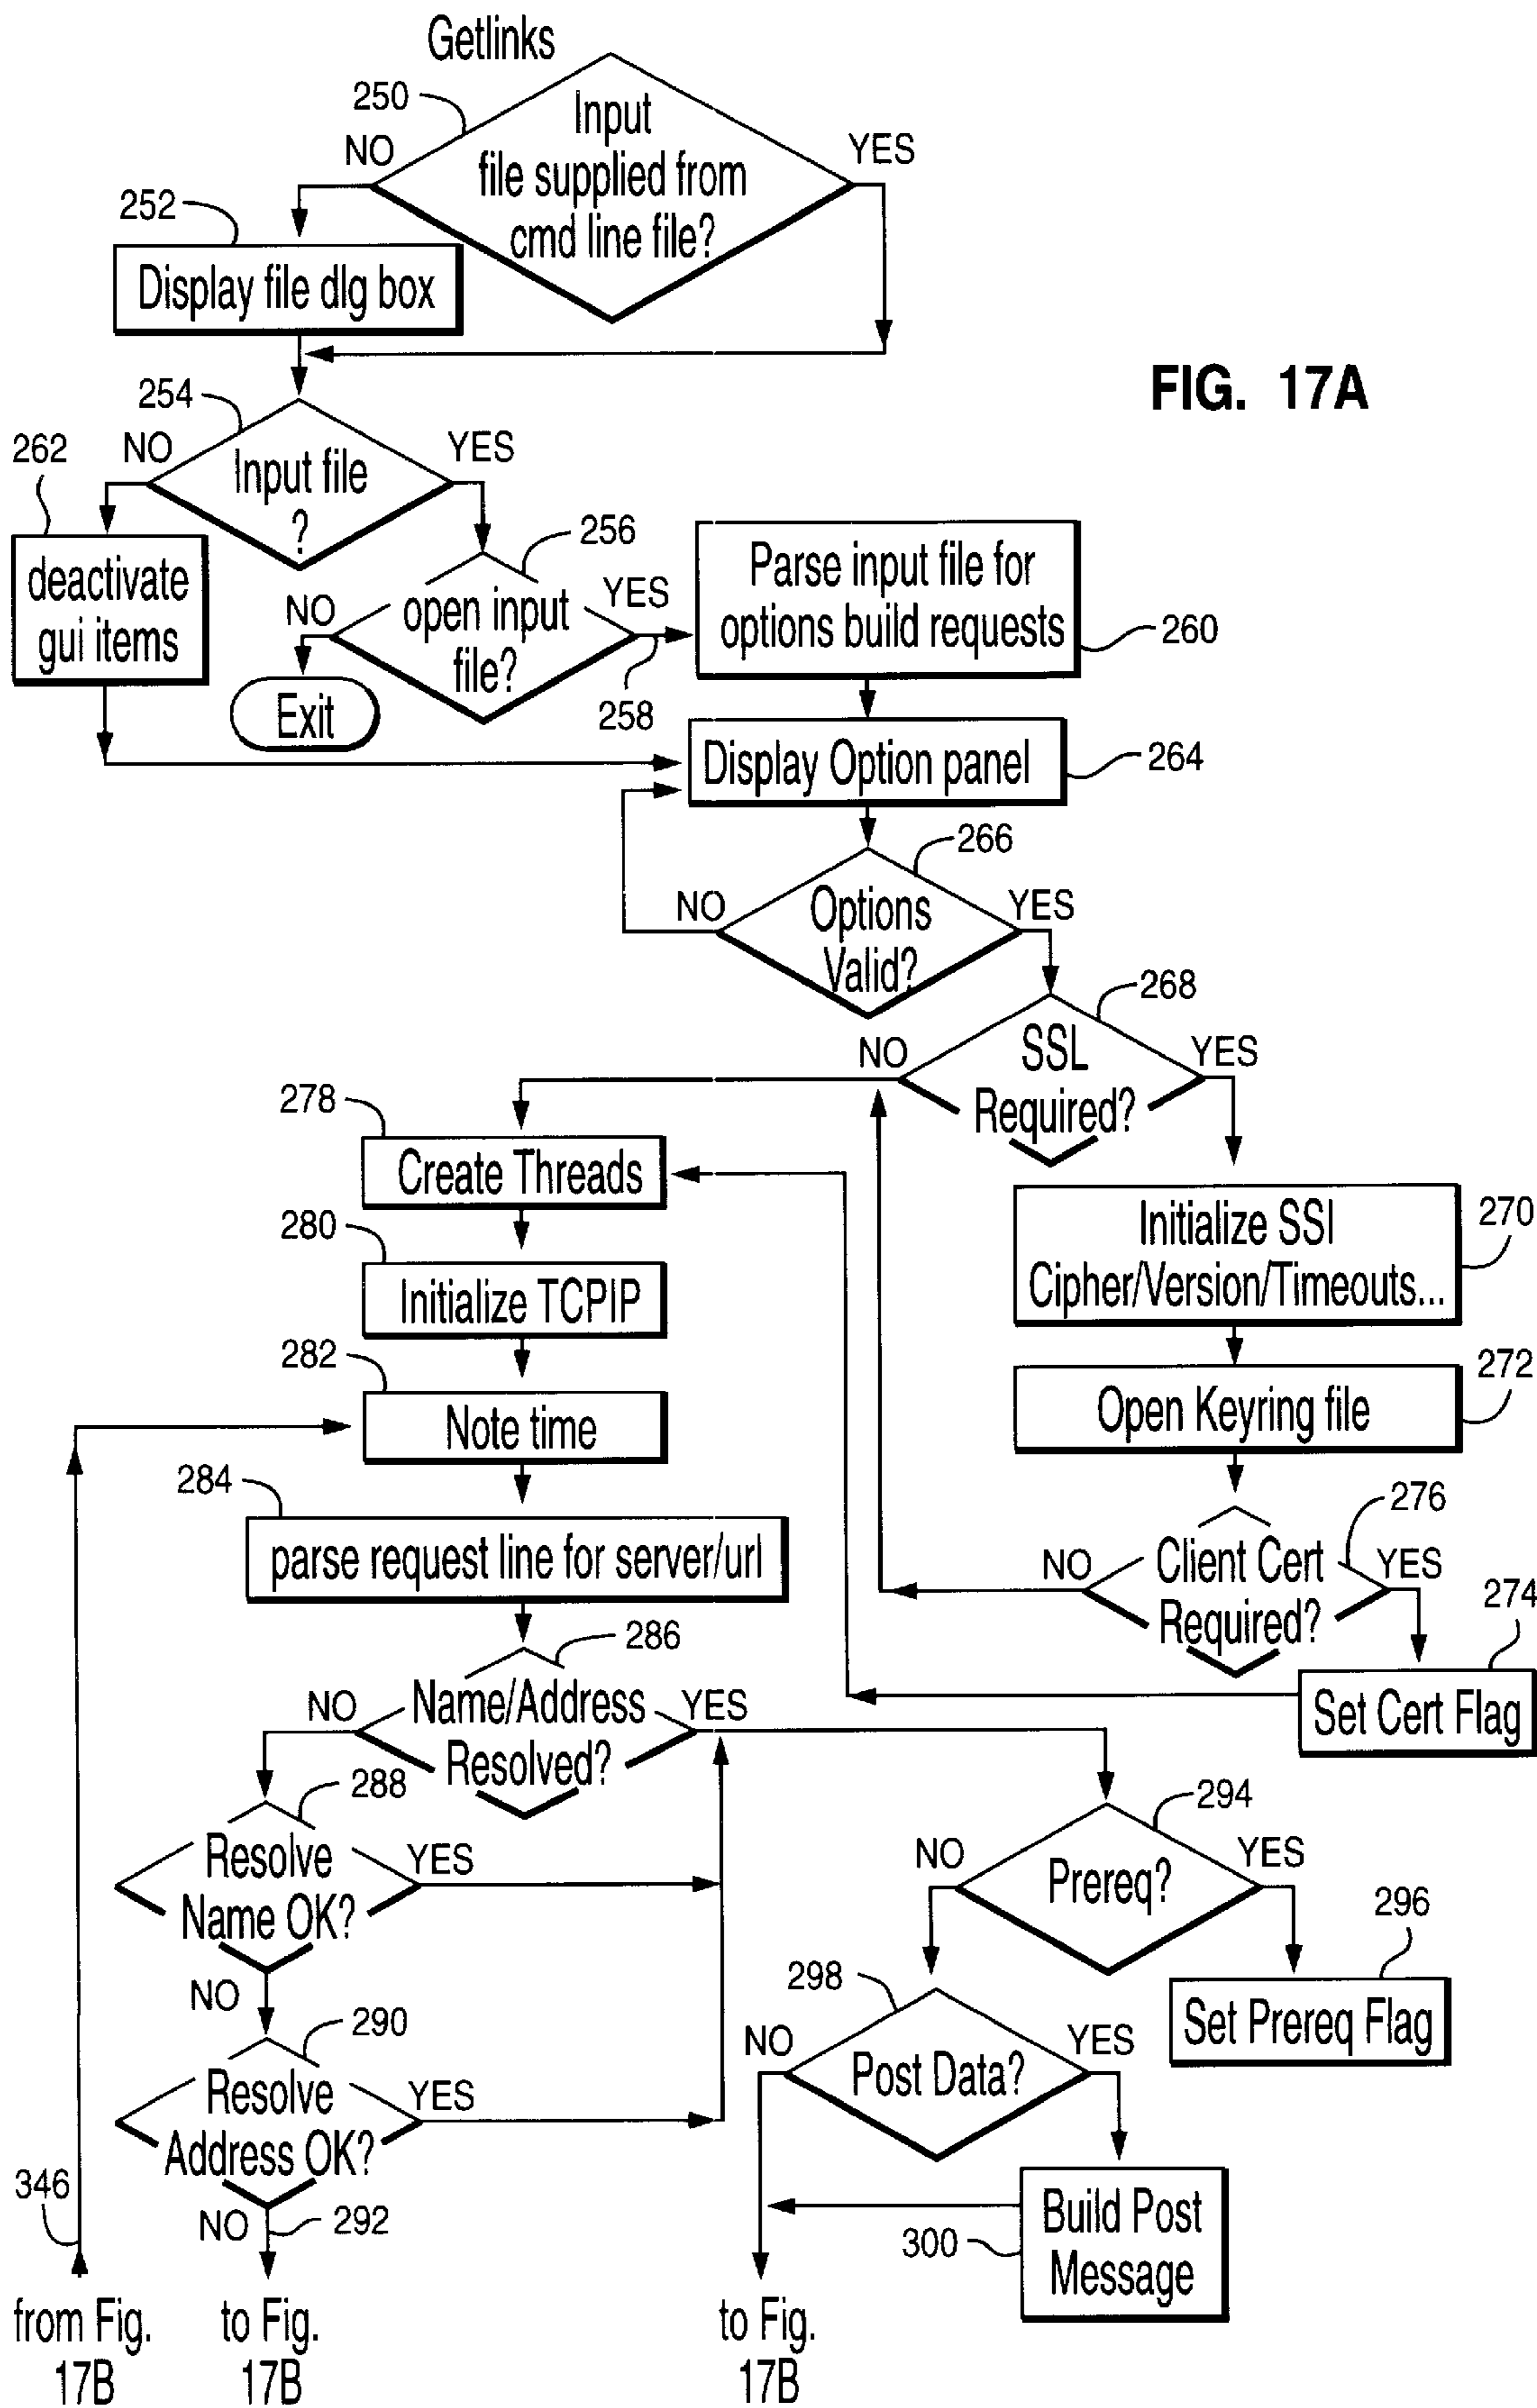 Getlinks
250
Input
file supplied from
cmd line file?
NO
YES
252
Display file dlg box
FIG. 17A
254
NO
YES
262
Input file
?
256
deactivate
gui items
NO
YES
open input
file?
Exit
258
Parse input file for
options build requests
260
Display Option panel
264
266
NO
YES
Options
Valid?
268
NO
YES
SSL
Required?
278
Create Threads
280
Initialize TCPIP
Initialize SSI
Cipher/Version/Timeouts...
270
282
Note time
Open Keyring file
272
284
parse request line for server/url
276
NO
YES
Client Cert
Required?
274
Set Cert Flag
286
NO
YES
Name/Address
Resolved?
288
Resolve
Name OK?
YES
NO
294
NO
YES
Prereq?
296
Set Prereq Flag
290
Resolve
Address OK?
YES
298
NO
YES
Post Data?
346
NO
292
300
Build Post
Message
from Fig.
17B
to Fig.
17B
to Fig.
17B